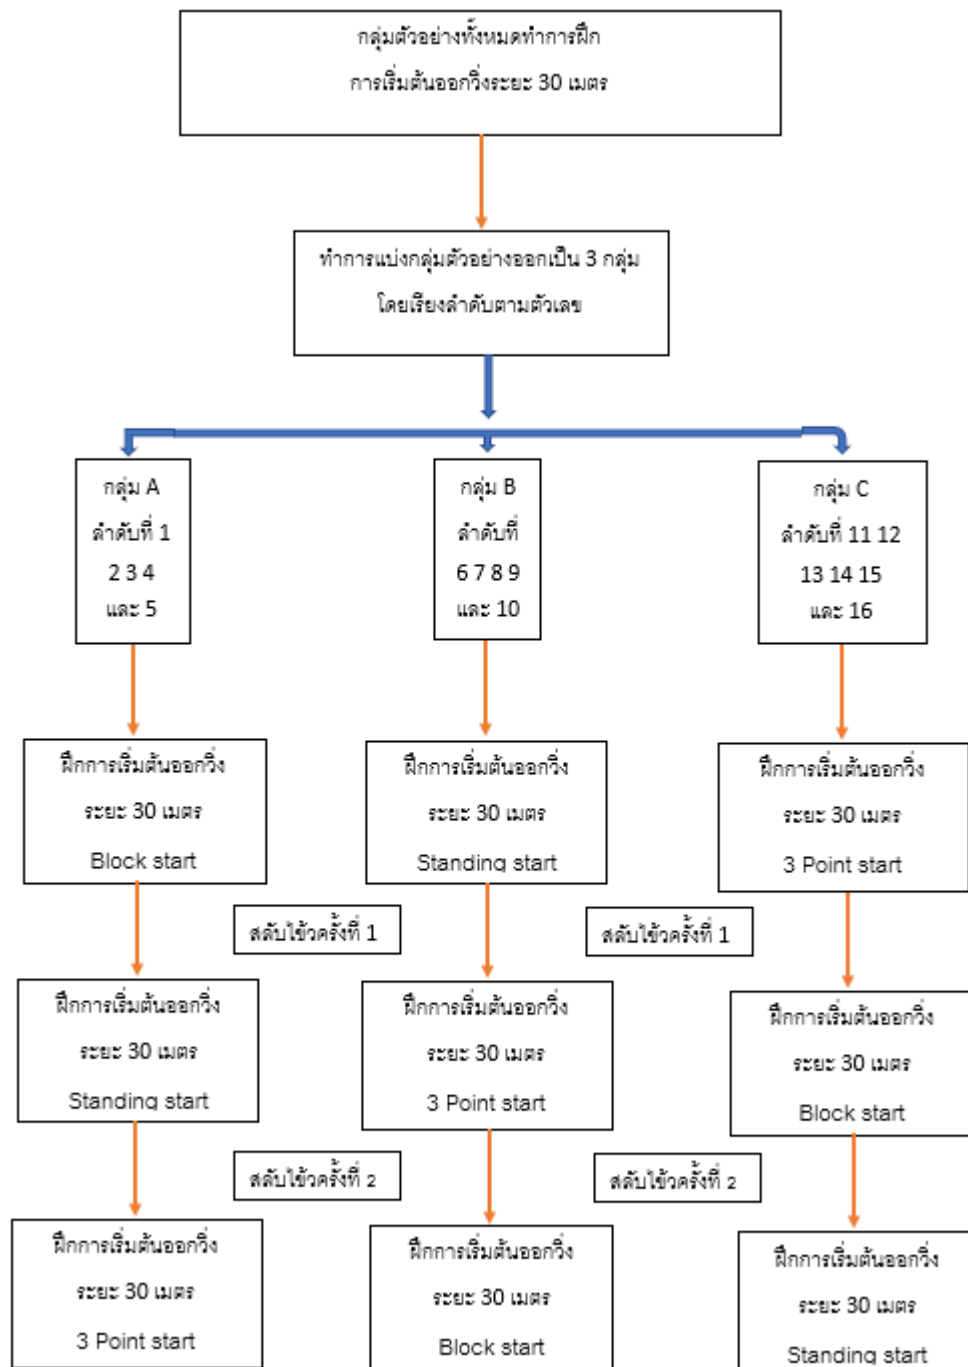 กลุ่มตัวอย่างทั้งหมดทำการฝึก
การเริ่มต้นออกวิ่งระยะ 30 เมตร
ทำการแบ่งกลุ่มตัวอย่างออกเป็น 3 กลุ่ม
โดยเรียงลำดับตามตัวเลข
กลุ่ม A
ลำดับที่ 1
2 3 4
และ 5
กลุ่ม B
ลำดับที่
6 7 8 9
และ 10
กลุ่ม C
ลำดับที่ 11 12
13 14 15
และ 16
ฝึกการเริ่มต้นออกวิ่ง
ระยะ 30 เมตร
Block start
ฝึกการเริ่มต้นออกวิ่ง
ระยะ 30 เมตร
Standing start
ฝึกการเริ่มต้นออกวิ่ง
ระยะ 30 เมตร
3 Point start
สลับไขัวครั้งที่ 1
สลับไขัวครั้งที่ 1
ฝึกการเริ่มต้นออกวิ่ง
ระยะ 30 เมตร
Standing start
ฝึกการเริ่มต้นออกวิ่ง
ระยะ 30 เมตร
3 Point start
ฝึกการเริ่มต้นออกวิ่ง
ระยะ 30 เมตร
Block start
สลับไขัวครั้งที่ 2
สลับไขัวครั้งที่ 2
ฝึกการเริ่มต้นออกวิ่ง
ระยะ 30 เมตร
3 Point start
ฝึกการเริ่มต้นออกวิ่ง
ระยะ 30 เมตร
Block start
ฝึกการเริ่มต้นออกวิ่ง
ระยะ 30 เมตร
Standing start